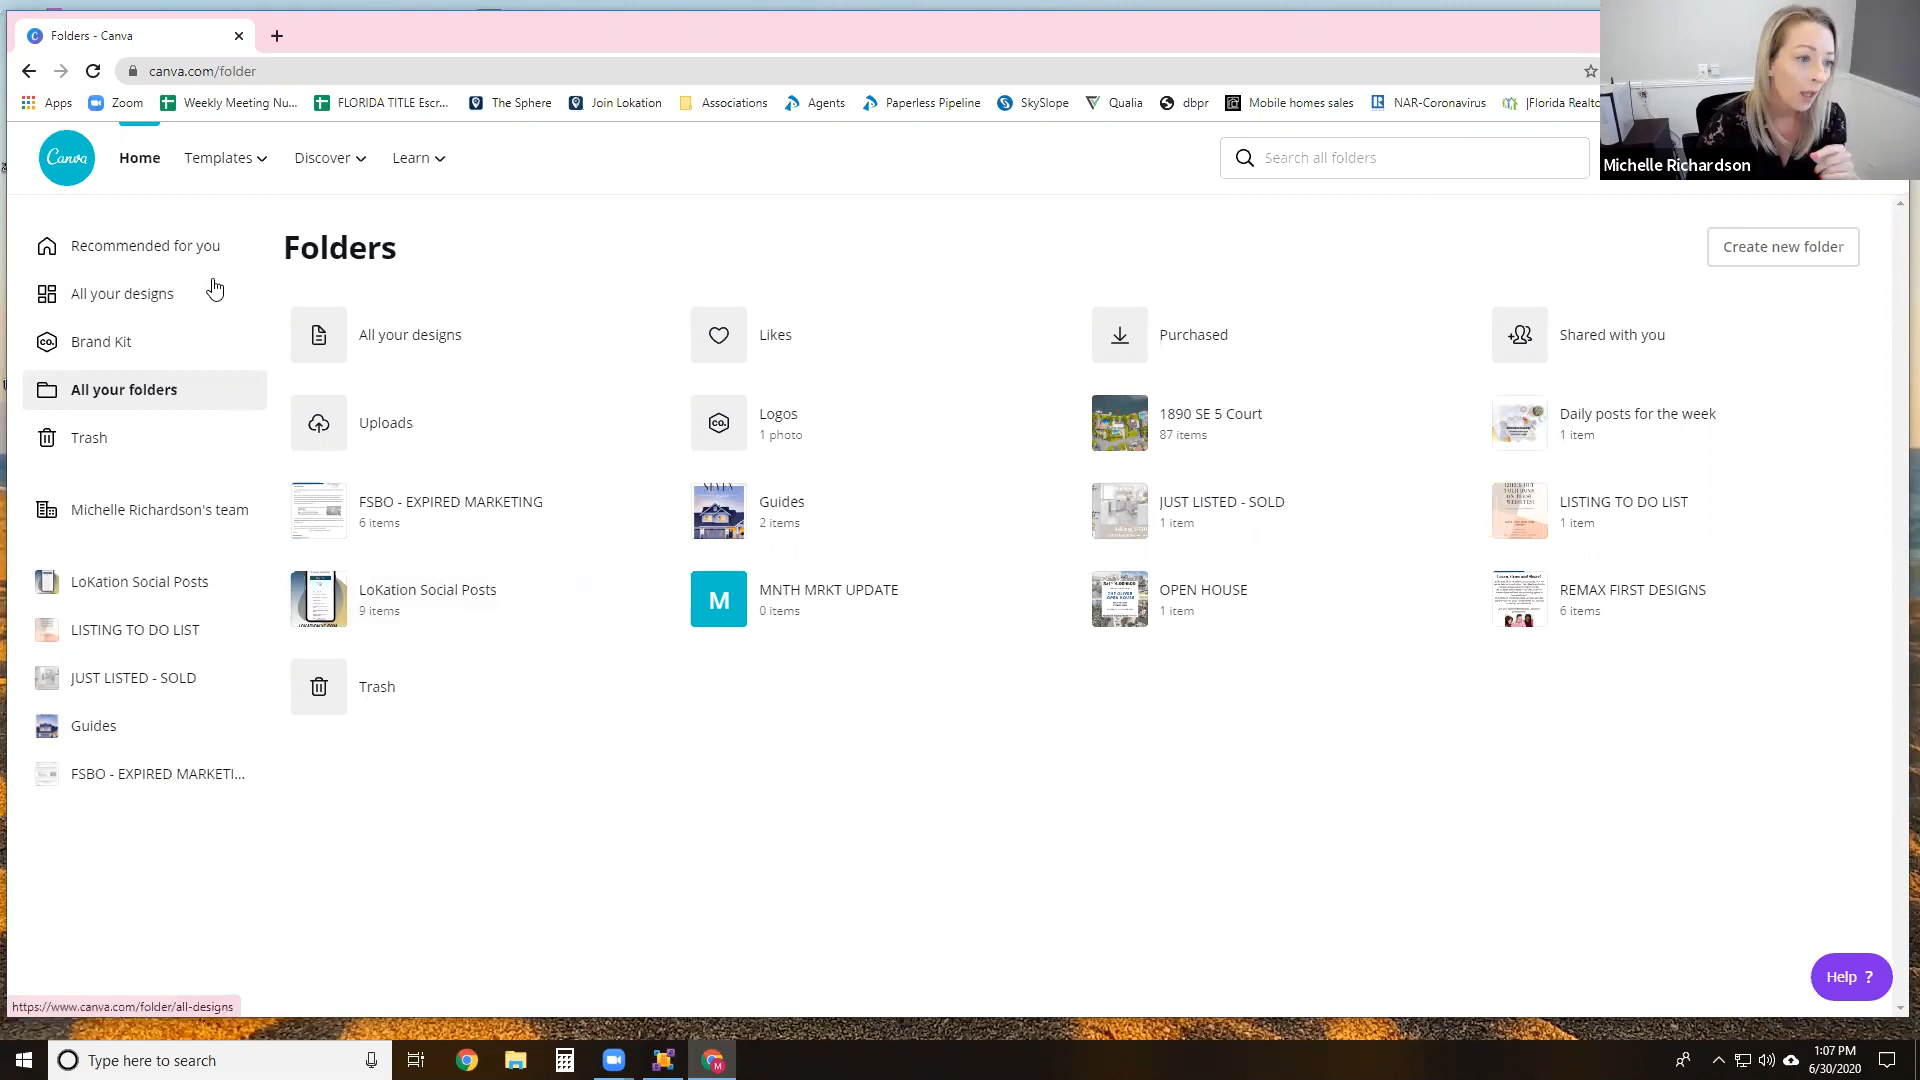 Folders - Canva
canva.com/folder
Apps Zoom Weekly Meeting Nu... FLORIDA TITLE Escr... The Sphere Join Lokation Associations Agents Paperless Pipeline SkySlope Qualia dbpr Mobile homes sales NAR-Coronavirus |Florida Realto
Michelle Richardson
Canva Home Templates Discover Learn Search all folders
Recommended for you
All your designs
Brand Kit
All your folders
Trash
Michelle Richardson's team
LoKation Social Posts
LISTING TO DO LIST
JUST LISTED - SOLD
Guides
FSBO - EXPIRED MARKETI...
Folders
Create new folder
All your designs
Likes
Purchased
Shared with you
Uploads
Logos
1 photo
1890 SE 5 Court
87 items
Daily posts for the week
1 item
FSBO - EXPIRED MARKETING
6 items
Guides
2 items
JUST LISTED - SOLD
1 item
LISTING TO DO LIST
1 item
LoKation Social Posts
9 items
M
MNTH MRKT UPDATE
0 items
OPEN HOUSE
1 item
REMAX FIRST DESIGNS
6 items
Trash
Help ?
https://www.canva.com/folder/all-designs
Type here to search
1:07 PM
6/30/2020